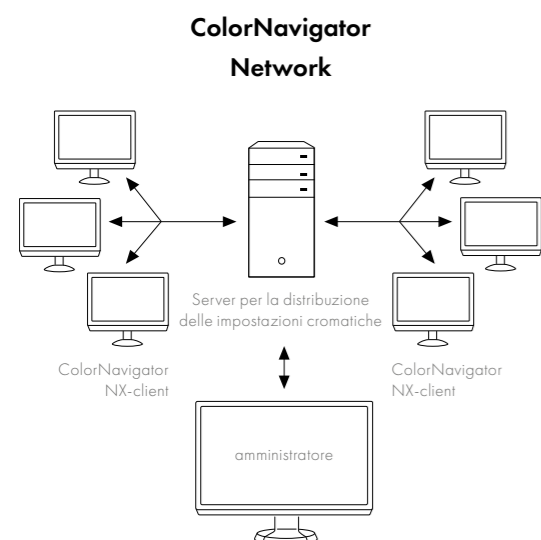 ColorNavigator
Network
Server per la distribuzione
delle impostazioni cromatiche
ColorNavigator
NX-client
ColorNavigator
NX-client
amministratore